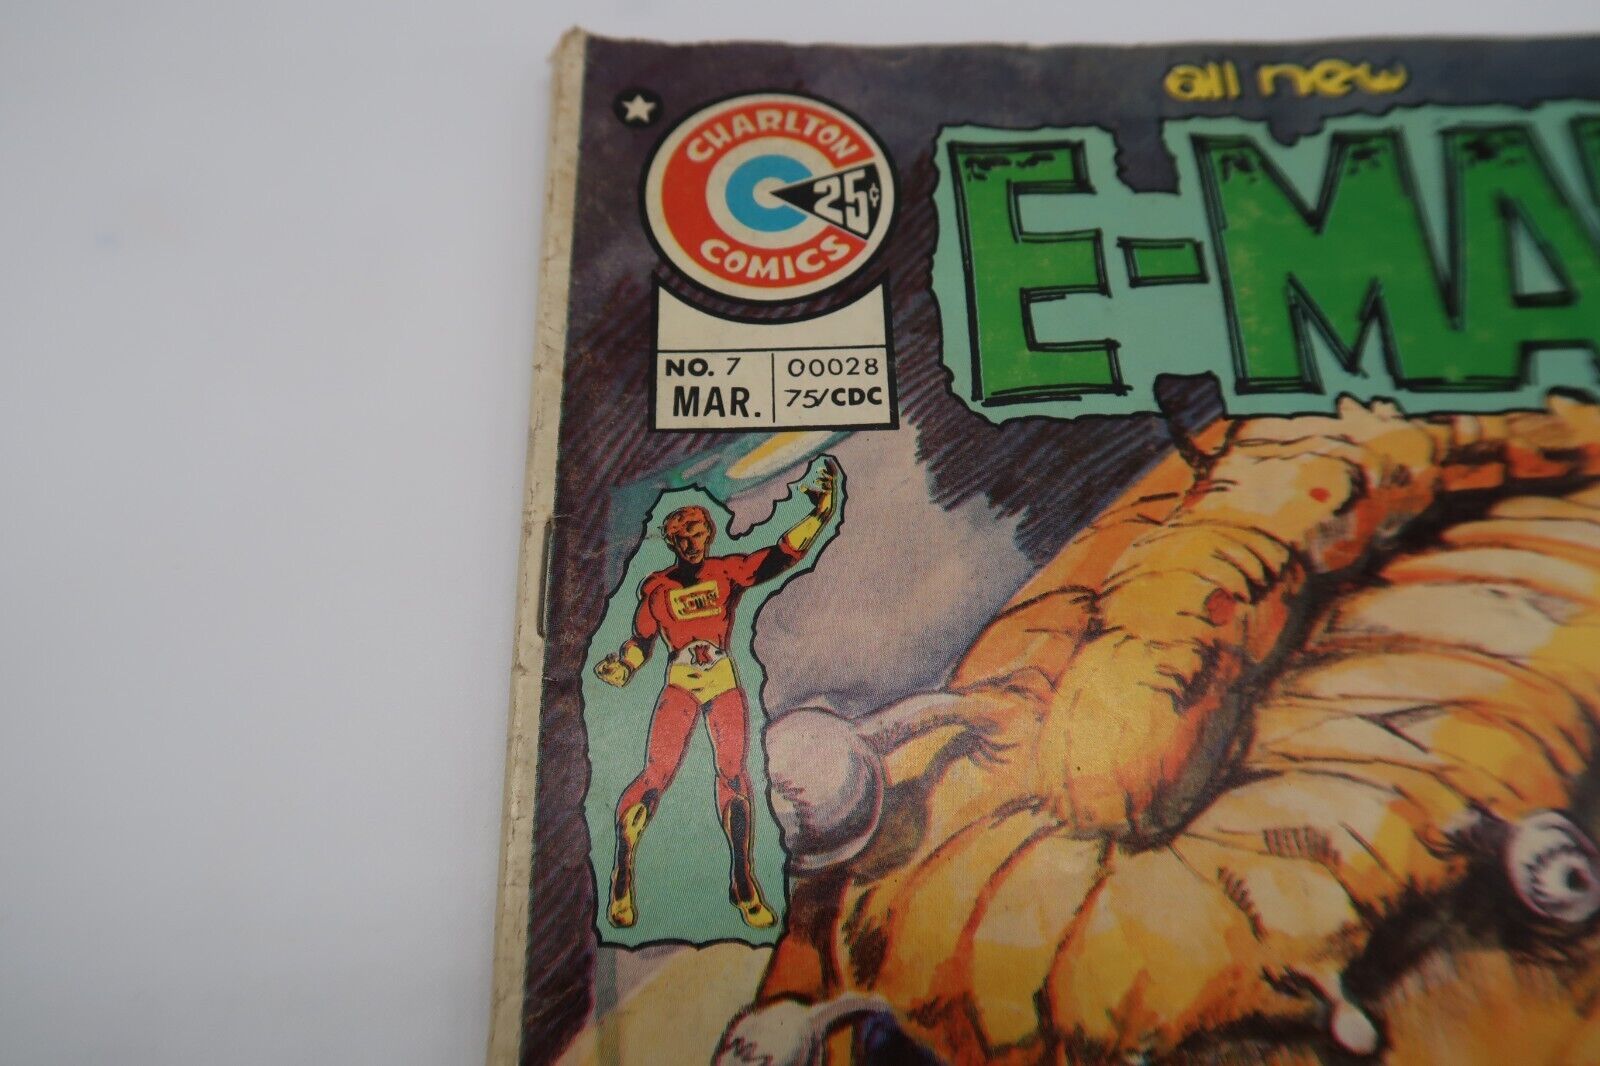 all new
CHARLTON
25¢
COMICS
E-MA
NO. 7
00028
MAR.
75/CDC